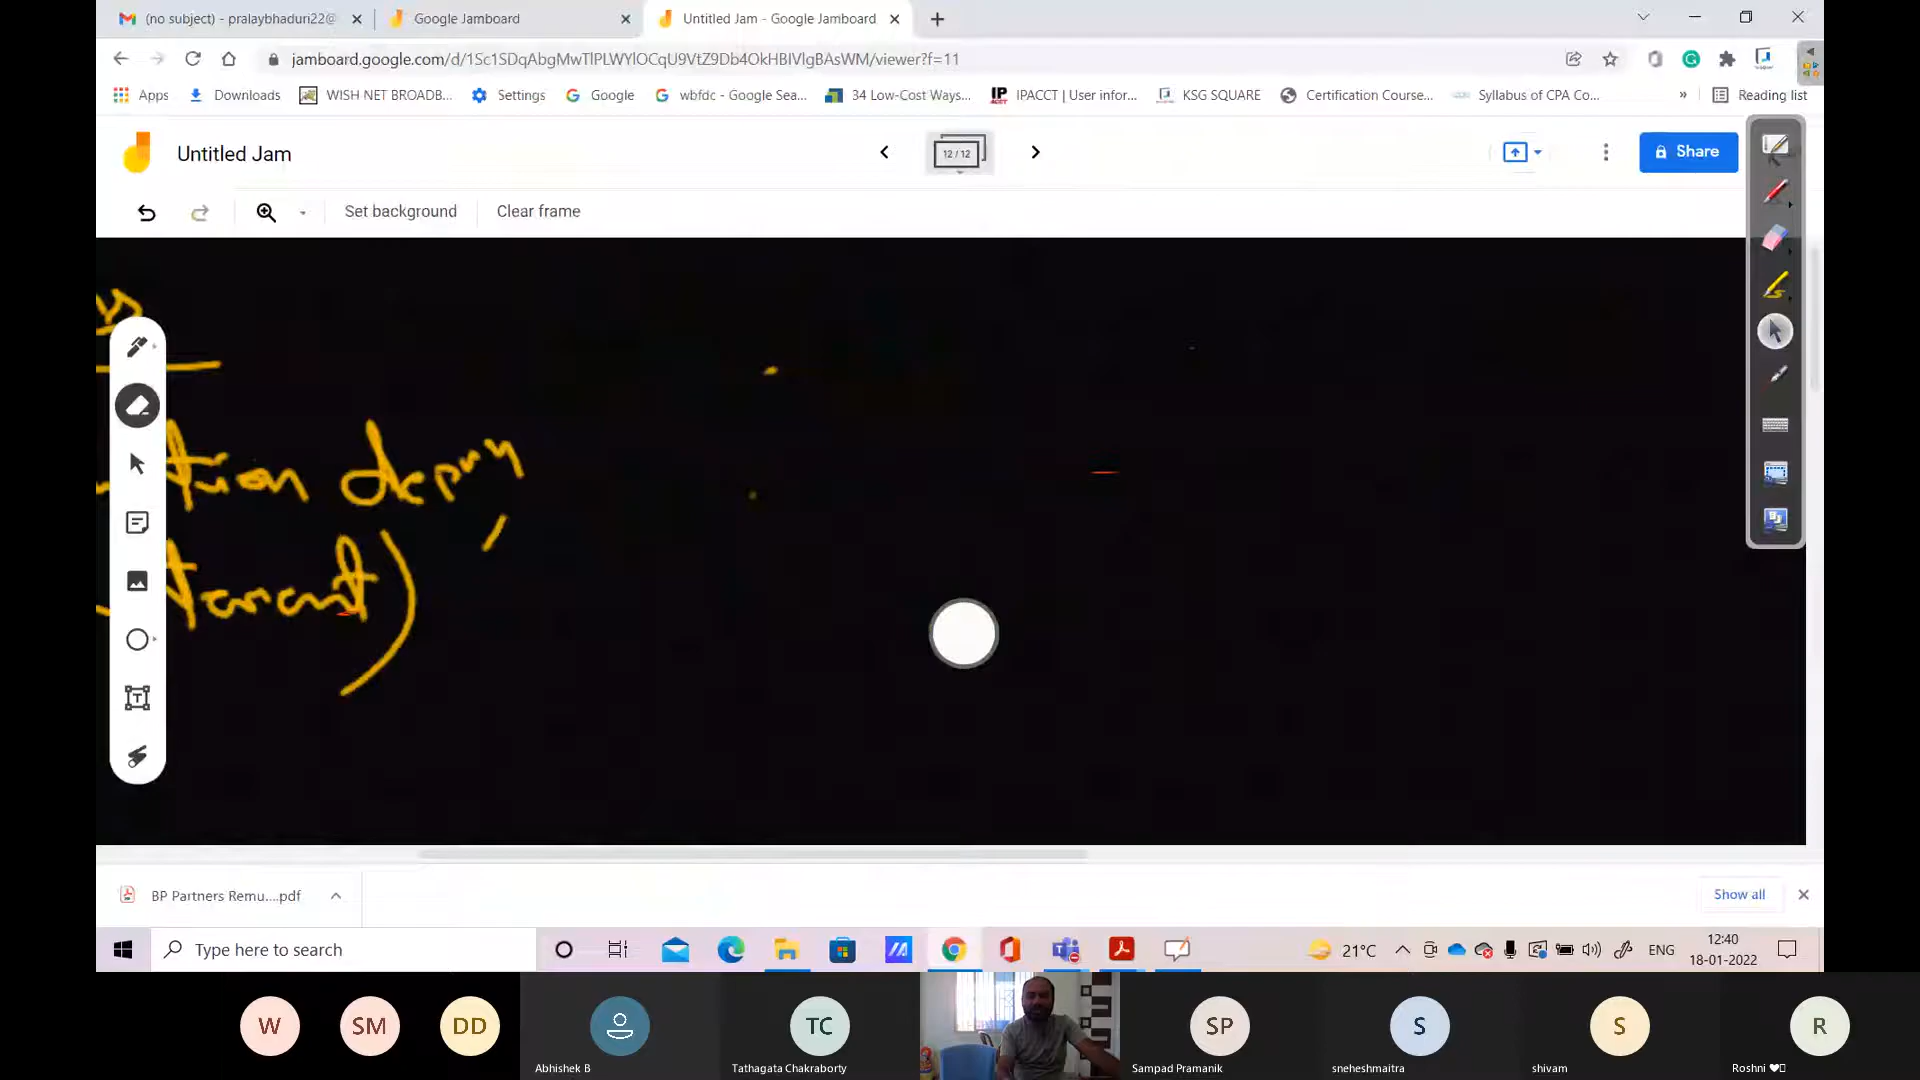 (no subject) - pralaybhaduri22@
Google Jamboard
Untitled Jam - Google Jamboard
jamboard.google.com/d/1Sc1SDqAbgMwTlPLWYlOCqU9VtZ9Db4OkHBIVlgBAsWM/viewer?f=11
Apps
Downloads
WISH NET BROADB...
Settings
Google
wbfdc - Google Sea...
34 Low-Cost Ways...
IPACCT | User infor...
KSG SQUARE
Certification Course...
Syllabus of CPA Co...
»
Reading list
Untitled Jam
12 / 12
Share
Set background
Clear frame
BP Partners Remu....pdf
Show all
Type here to search
21°C
ENG
12:40
18-01-2022
W
SM
DD
TC
SP
S
S
R
Abhishek B
Tathagata Chakraborty
Sampad Pramanik
sneheshmaitra
shivam
Roshni ❤